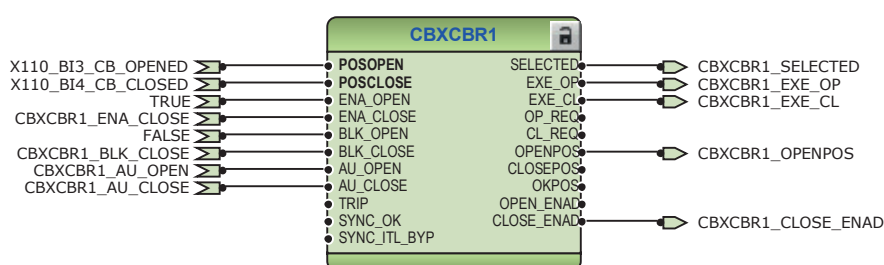 CBXCBR1
X110_BI3_CB_OPENED POSOPEN SELECTED CBXCBR1_SELECTED
X110_BI4_CB_CLOSED POSCLOSE EXE_OP CBXCBR1_EXE_OP
TRUE ENA_OPEN EXE_CL CBXCBR1_EXE_CL
CBXCBR1_ENA_CLOSE ENA_CLOSE OP_REQ
FALSE BLK_OPEN CL_REQ
CBXCBR1_BLK_CLOSE BLK_CLOSE OPENPOS CBXCBR1_OPENPOS
CBXCBR1_AU_OPEN AU_OPEN CLOSEPOS
CBXCBR1_AU_CLOSE AU_CLOSE OKPOS
TRIP OPEN_ENAD
SYNC_OK CLOSE_ENAD CBXCBR1_CLOSE_ENAD
SYNC_ITL_BYP